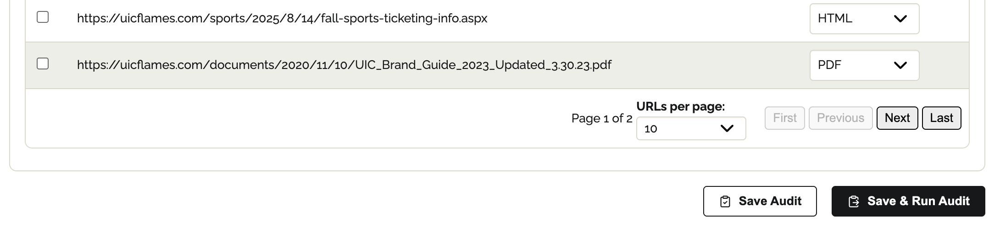 https://uicflames.com/sports/2025/8/14/fall-sports-ticketing-info.aspx HTML
https://uicflames.com/documents/2020/11/10/UIC_Brand_Guide_2023_Updated_3.30.23.pdf PDF
URLs per page:
Page 1 of 2 10 First Previous Next Last
Save Audit Save & Run Audit